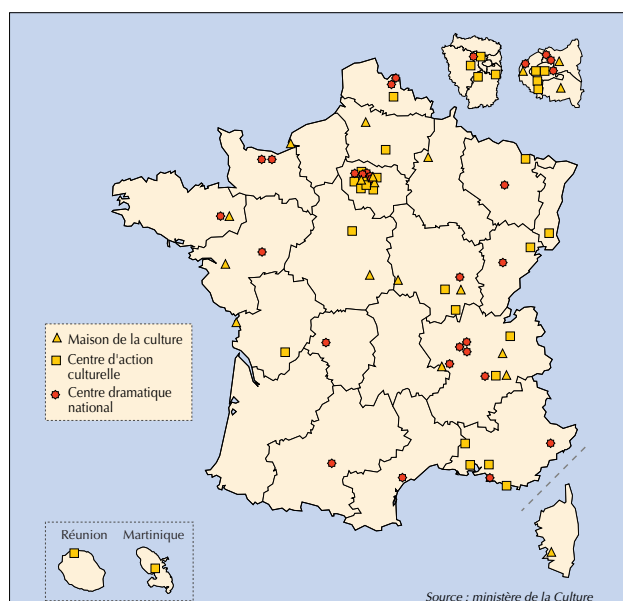 Maison de la culture
Centre d'action
culturelle
Centre dramatique
national
Réunion
Martinique
Source : ministère de la Culture